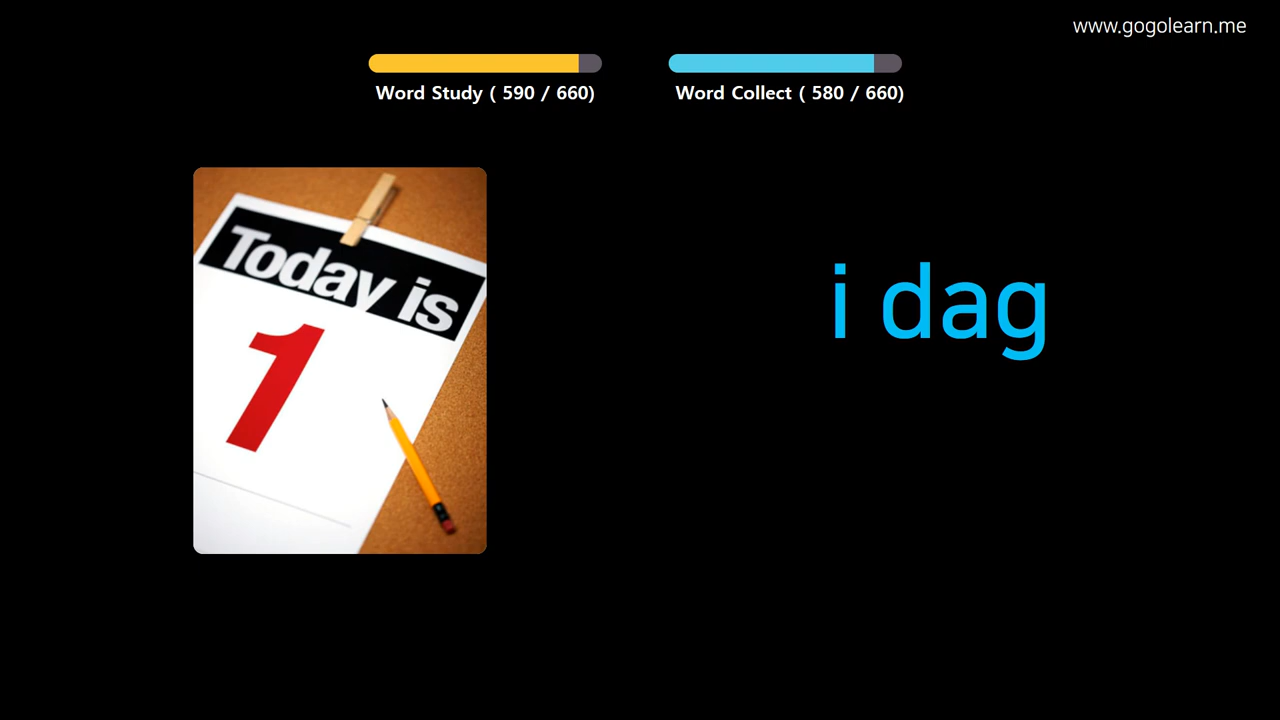 www.gogolearn.me
Word Study ( 590 / 660)
Word Collect ( 580 / 660)
Today is
1
i dag